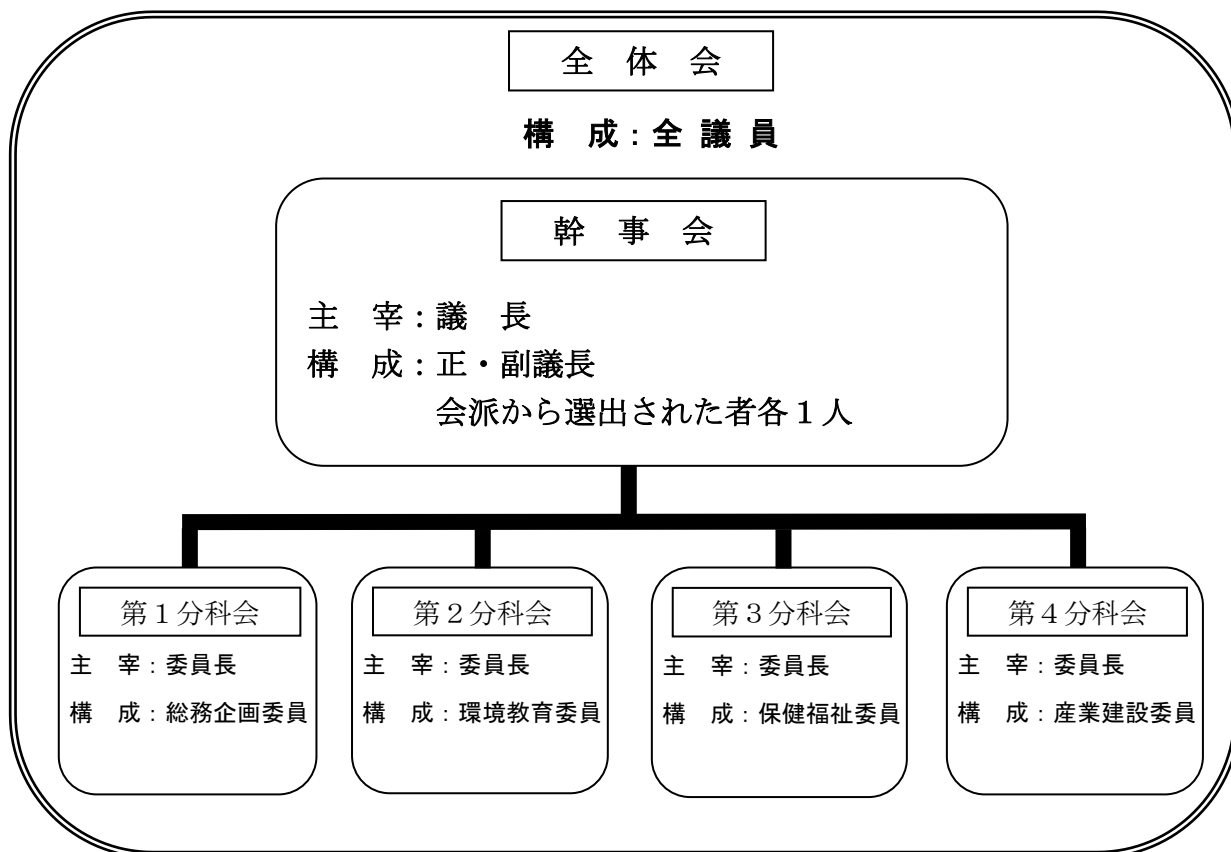 全 体 会
構 成：全 議 員
幹 事 会
主 宰：議 長
構 成：正・副議長
会派から選出された者各１人
第１分科会
主 宰：委員長
構 成：総務企画委員
第２分科会
主 宰：委員長
構 成：環境教育委員
第３分科会
主 宰：委員長
構 成：保健福祉委員
第４分科会
主 宰：委員長
構 成：産業建設委員